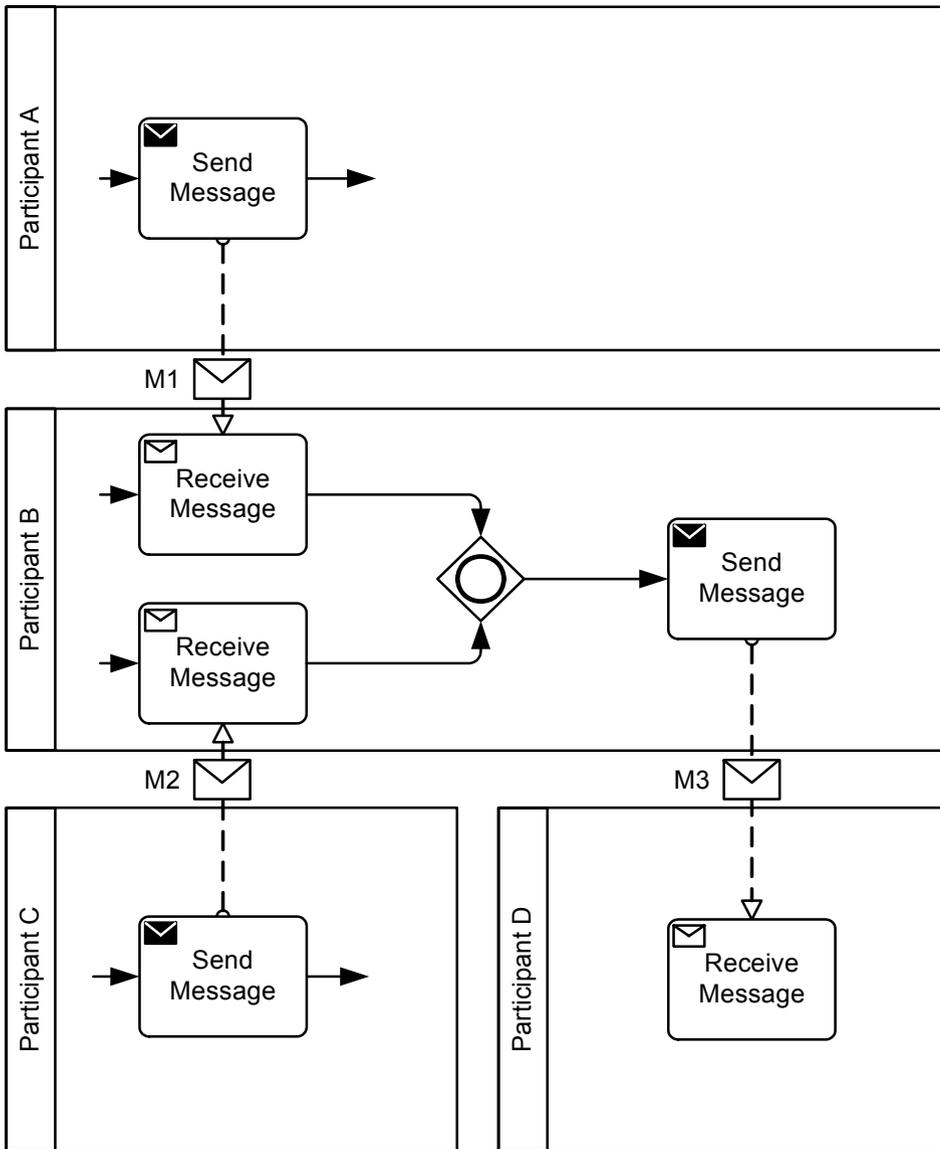 Participant A
Send
Message
M1
Participant B
Receive
Message
Receive
Message
Send
Message
M2
M3
Participant C
Send
Message
Participant D
Receive
Message